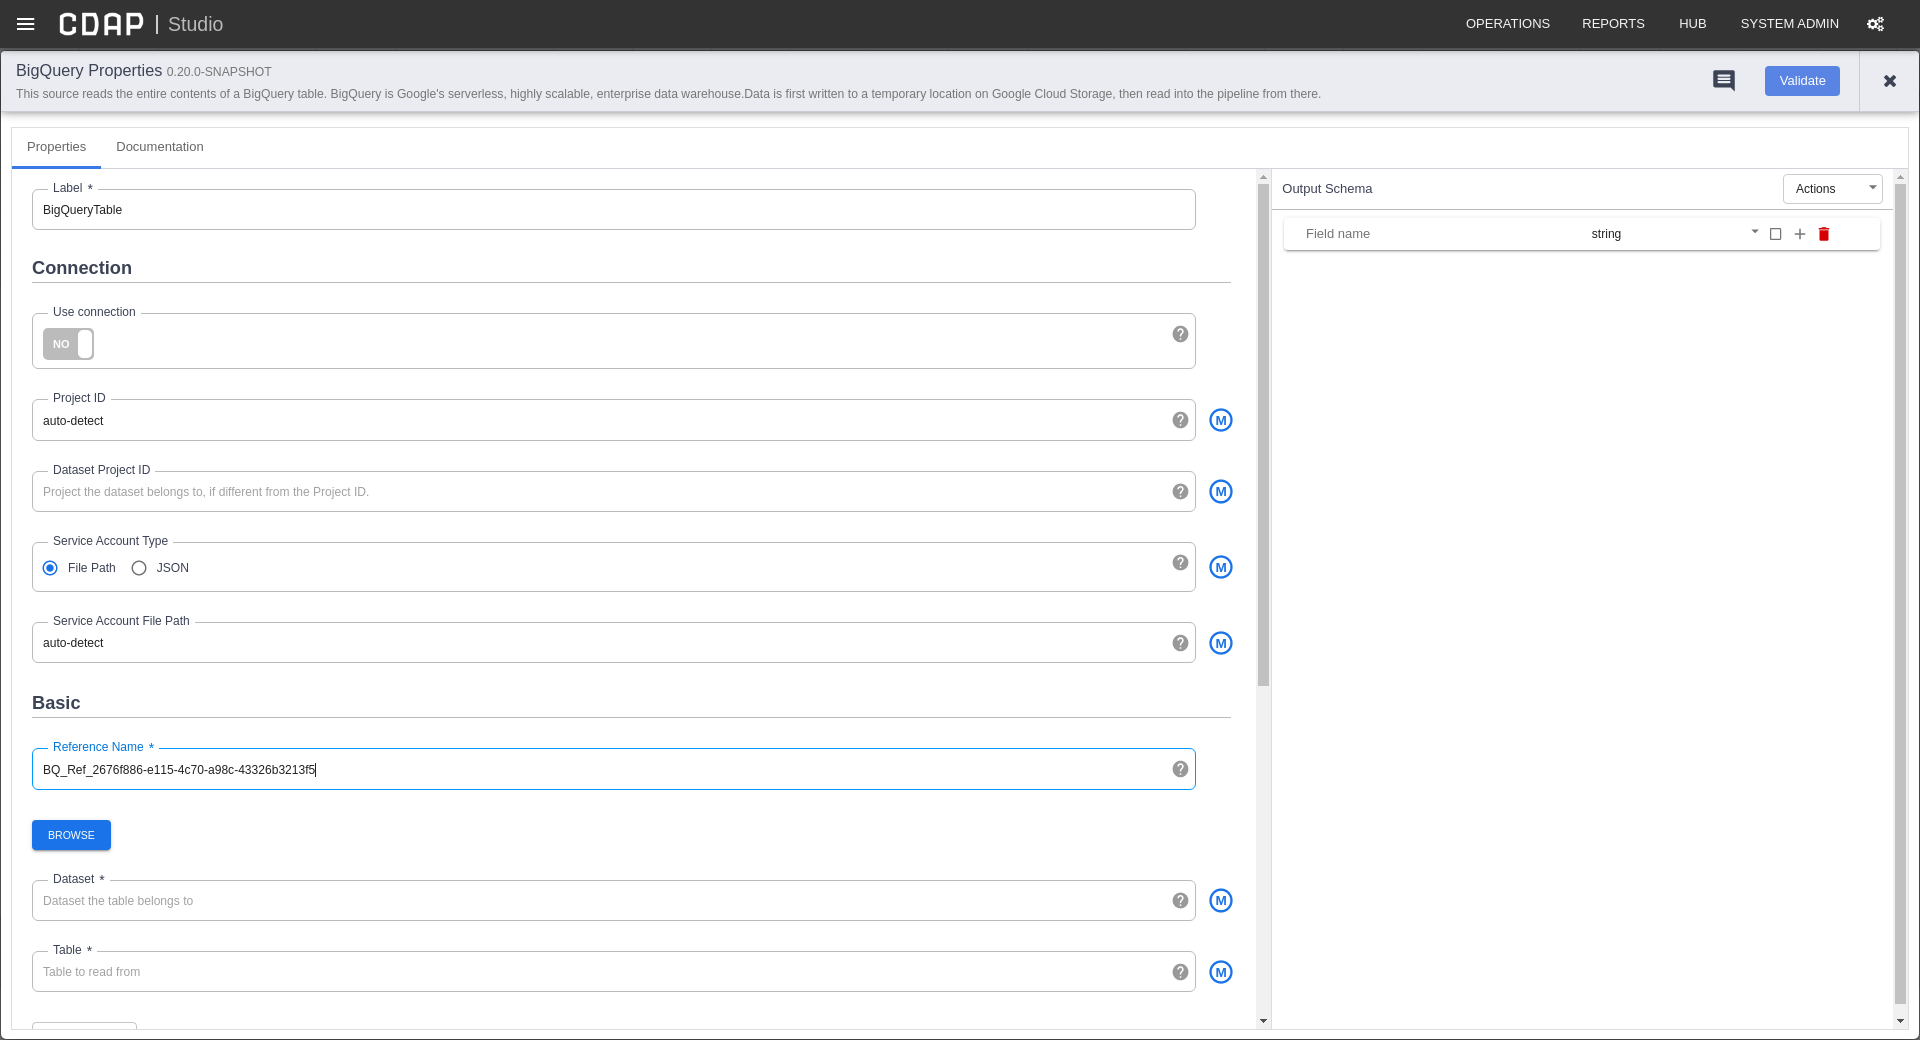 CDAP | Studio
OPERATIONS REPORTS HUB SYSTEM ADMIN
BigQuery Properties 0.20.0-SNAPSHOT
This source reads the entire contents of a BigQuery table. BigQuery is Google's serverless, highly scalable, enterprise data warehouse.Data is first written to a temporary location on Google Cloud Storage, then read into the pipeline from there.
Validate
Properties Documentation
Label *
BigQueryTable
Connection
Use connection
NO
Project ID
auto-detect
M
Dataset Project ID
Project the dataset belongs to, if different from the Project ID.
M
Service Account Type
File Path JSON
M
Service Account File Path
auto-detect
M
Basic
Reference Name *
BQ_Ref_2676f886-e115-4c70-a98c-43326b3213f5
BROWSE
Dataset *
Dataset the table belongs to
M
Table *
Table to read from
M
Output Schema
Actions
Field name string